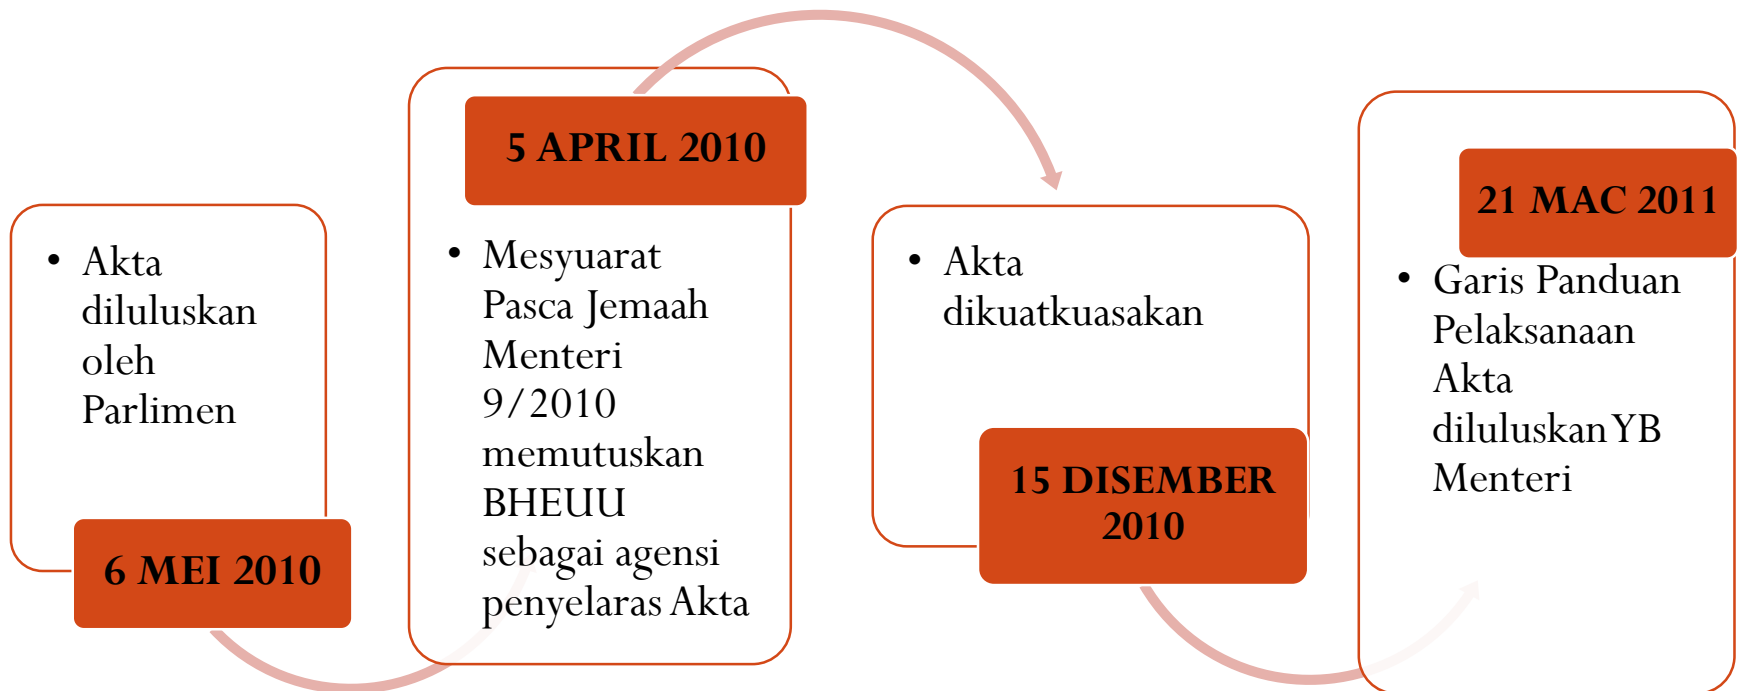 • Akta
diluluskan
oleh
Parlimen
6 MEI 2010
5 APRIL 2010
• Mesyuarat
Pasca Jemaah
Menteri
9/2010
memutuskan
BHEUU
sebagai agensi
penyelaras Akta
• Akta
dikuatkuasakan
15 DISEMBER
2010
21 MAC 2011
• Garis Panduan
Pelaksanaan
Akta
diluluskan YB
Menteri